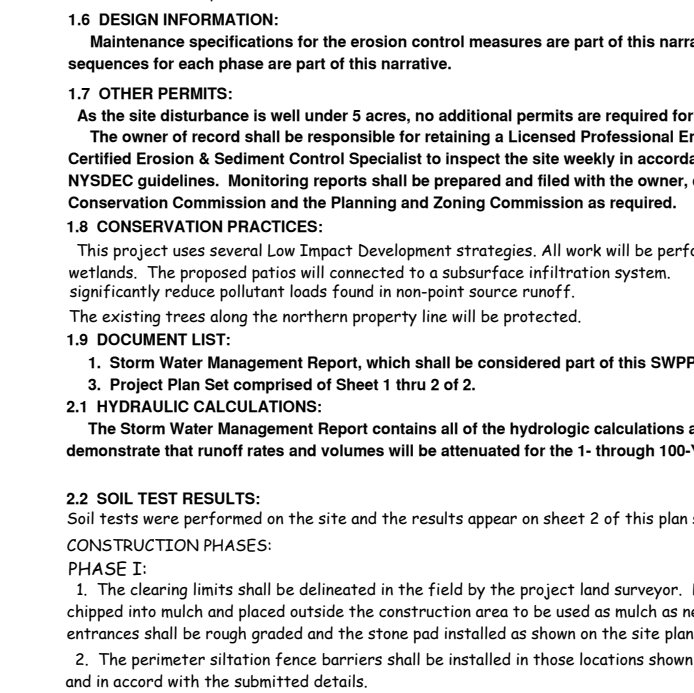 1.6 DESIGN INFORMATION:
Maintenance specifications for the erosion control measures are part of this narra
sequences for each phase are part of this narrative.
1.7 OTHER PERMITS:
As the site disturbance is well under 5 acres, no additional permits are required for
The owner of record shall be responsible for retaining a Licensed Professional En
Certified Erosion & Sediment Control Specialist to inspect the site weekly in accorda
NYSDEC guidelines. Monitoring reports shall be prepared and filed with the owner,
Conservation Commission and the Planning and Zoning Commission as required.
1.8 CONSERVATION PRACTICES:
This project uses several Low Impact Development strategies. All work will be perfo
wetlands. The proposed patios will connected to a subsurface infiltration system.
significantly reduce pollutant loads found in non-point source runoff.
The existing trees along the northern property line will be protected.
1.9 DOCUMENT LIST:
1. Storm Water Management Report, which shall be considered part of this SWPP
3. Project Plan Set comprised of Sheet 1 thru 2 of 2.
2.1 HYDRAULIC CALCULATIONS:
The Storm Water Management Report contains all of the hydrologic calculations a
demonstrate that runoff rates and volumes will be attenuated for the 1- through 100-Y
2.2 SOIL TEST RESULTS:
Soil tests were performed on the site and the results appear on sheet 2 of this plan
CONSTRUCTION PHASES:
PHASE I:
1. The clearing limits shall be delineated in the field by the project land surveyor.
chipped into mulch and placed outside the construction area to be used as mulch as ne
entrances shall be rough graded and the stone pad installed as shown on the site plan
2. The perimeter siltation fence barriers shall be installed in those locations shown
and in accord with the submitted details.